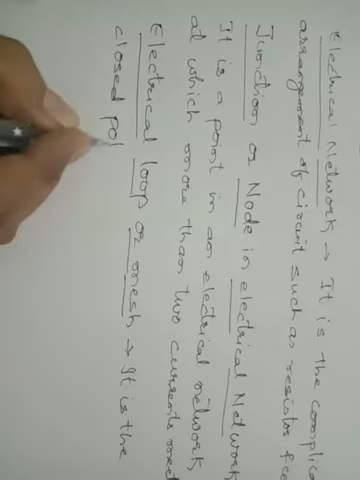 Electrical Network → It is the complica
arrangement of circuit such as resistor &
Junction or Node in electrical Network
It is a point in an electrical network
at which more than two currents meet
Electrical loop or mesh → It is the
closed pat